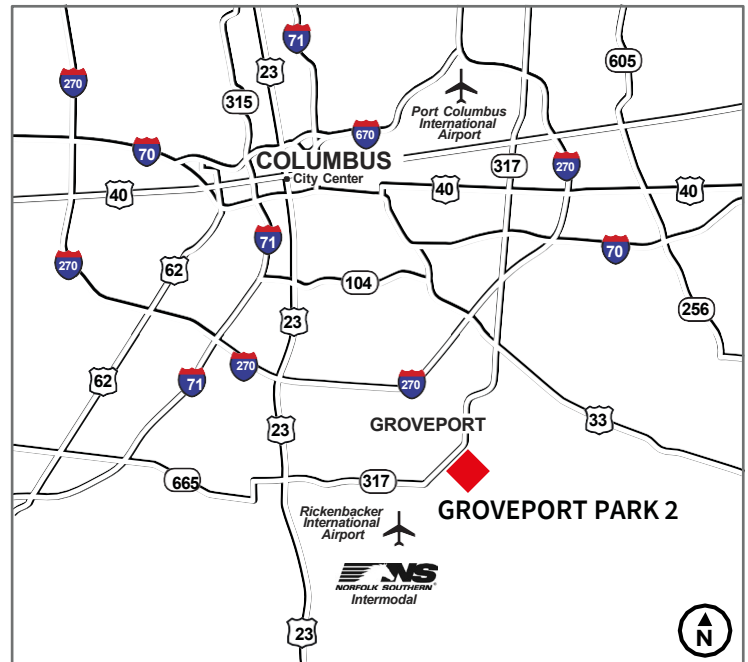 71
605
23
270
315
Port Columbus
International
Airport
670
70
COLUMBUS
City Center
317
270
40
40
40
71
70
62
270
104
256
23
270
62
71
270
33
GROVEPORT
23
665
317
GROVEPORT PARK 2
Rickenbacker
International
Airport
NS
NORFOLK SOUTHERN®
Intermodal
23
N